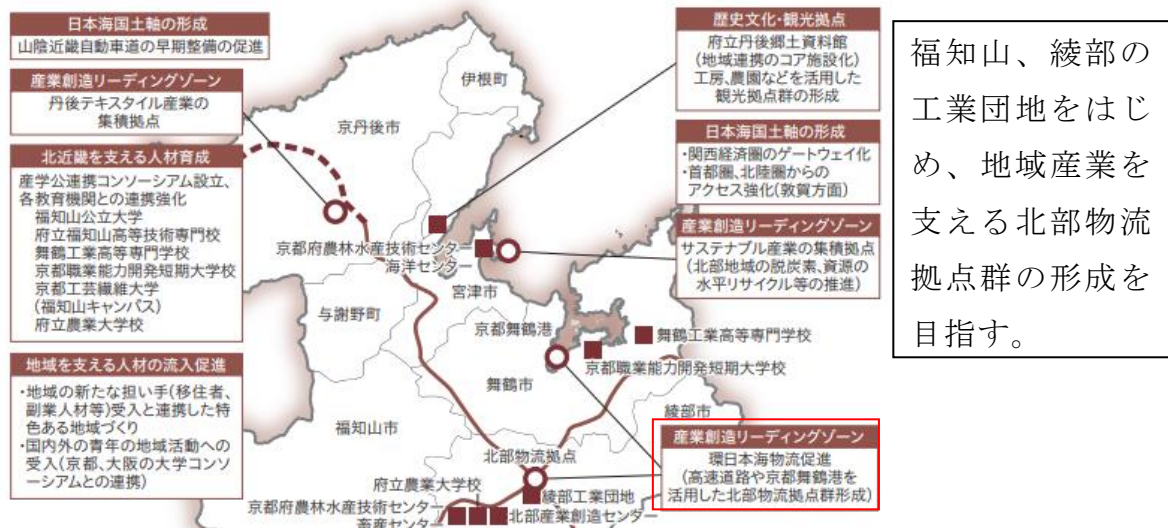 日本海国土軸の形成
山陰近畿自動車道の早期整備の促進
産業創造リーディングゾーン
丹後テキスタイル産業の
集積拠点
北近畿を支える人材育成
産学公連携コンソーシアム設立、
各教育機関との連携強化
福知山公立大学
府立福知山高等技術専門校
舞鶴工業高等専門学校
京都職業能力開発短期大学校
京都工芸繊維大学
(福知山キャンパス)
府立農業大学校
地域を支える人材の流入促進
・地域の新たな担い手(移住者、
副業人材等)受入と連携した特
色ある地域づくり
・国内外の青年の地域活動への
受入(京都、大阪の大学コンソ
ーシアムとの連携)
伊根町
京丹後市
京都府農林水産技術センター
海洋センター
宮津市
与謝野町
京都舞鶴港
舞鶴工業高等専門学校
京都職業能力開発短期大学校
舞鶴市
綾部市
福知山市
北部物流拠点
府立農業大学校
綾部工業団地
京都府農林水産技術センター
畜産センター
北部産業創造センター
歴史文化・観光拠点
府立丹後郷土資料館
(地域連携のコア施設化)
工房、農園などを活用した
観光拠点群の形成
日本海国土軸の形成
・関西経済圏のゲートウェイ化
・首都圏、北陸圏からの
アクセス強化(敦賀方面)
産業創造リーディングゾーン
サステナブル産業の集積拠点
(北部地域の脱炭素、資源の
水平リサイクル等の推進)
産業創造リーディングゾーン
環日本海物流促進
(高速道路や京都舞鶴港を
活用した北部物流拠点群形成)
福知山、綾部の
工業団地をはじ
め、地域産業を
支える北部物流
拠点群の形成を
目指す。